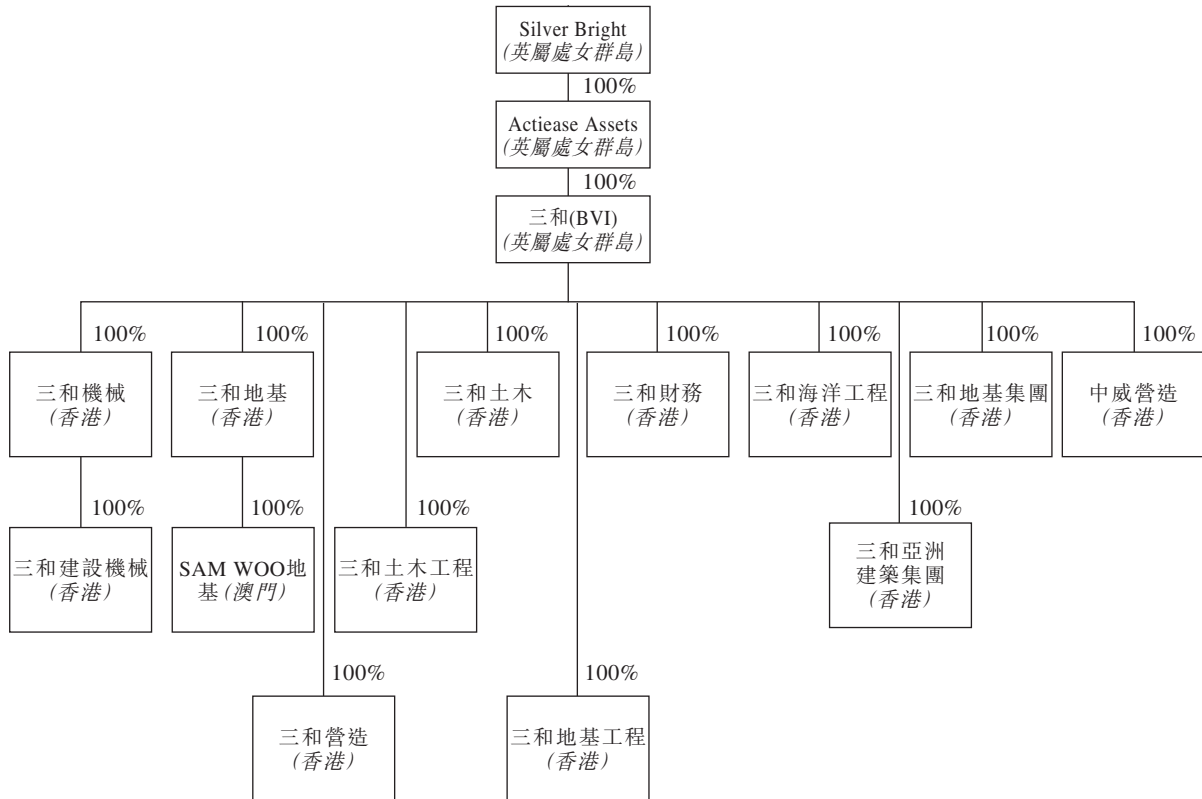 Silver Bright
(英屬處女群島)
100%
Actiease Assets
(英屬處女群島)
100%
三和(BVI)
(英屬處女群島)
100%
100%
100%
100%
100%
100%
100%
三和機械
(香港)
三和地基
(香港)
三和土木
(香港)
三和財務
(香港)
三和海洋工程
(香港)
三和地基集團
(香港)
中威營造
(香港)
100%
100%
100%
100%
三和建設機械
(香港)
SAM WOO地
基(澳門)
三和土木工程
(香港)
三和亞洲
建築集團
(香港)
100%
100%
三和營造
(香港)
三和地基工程
(香港)